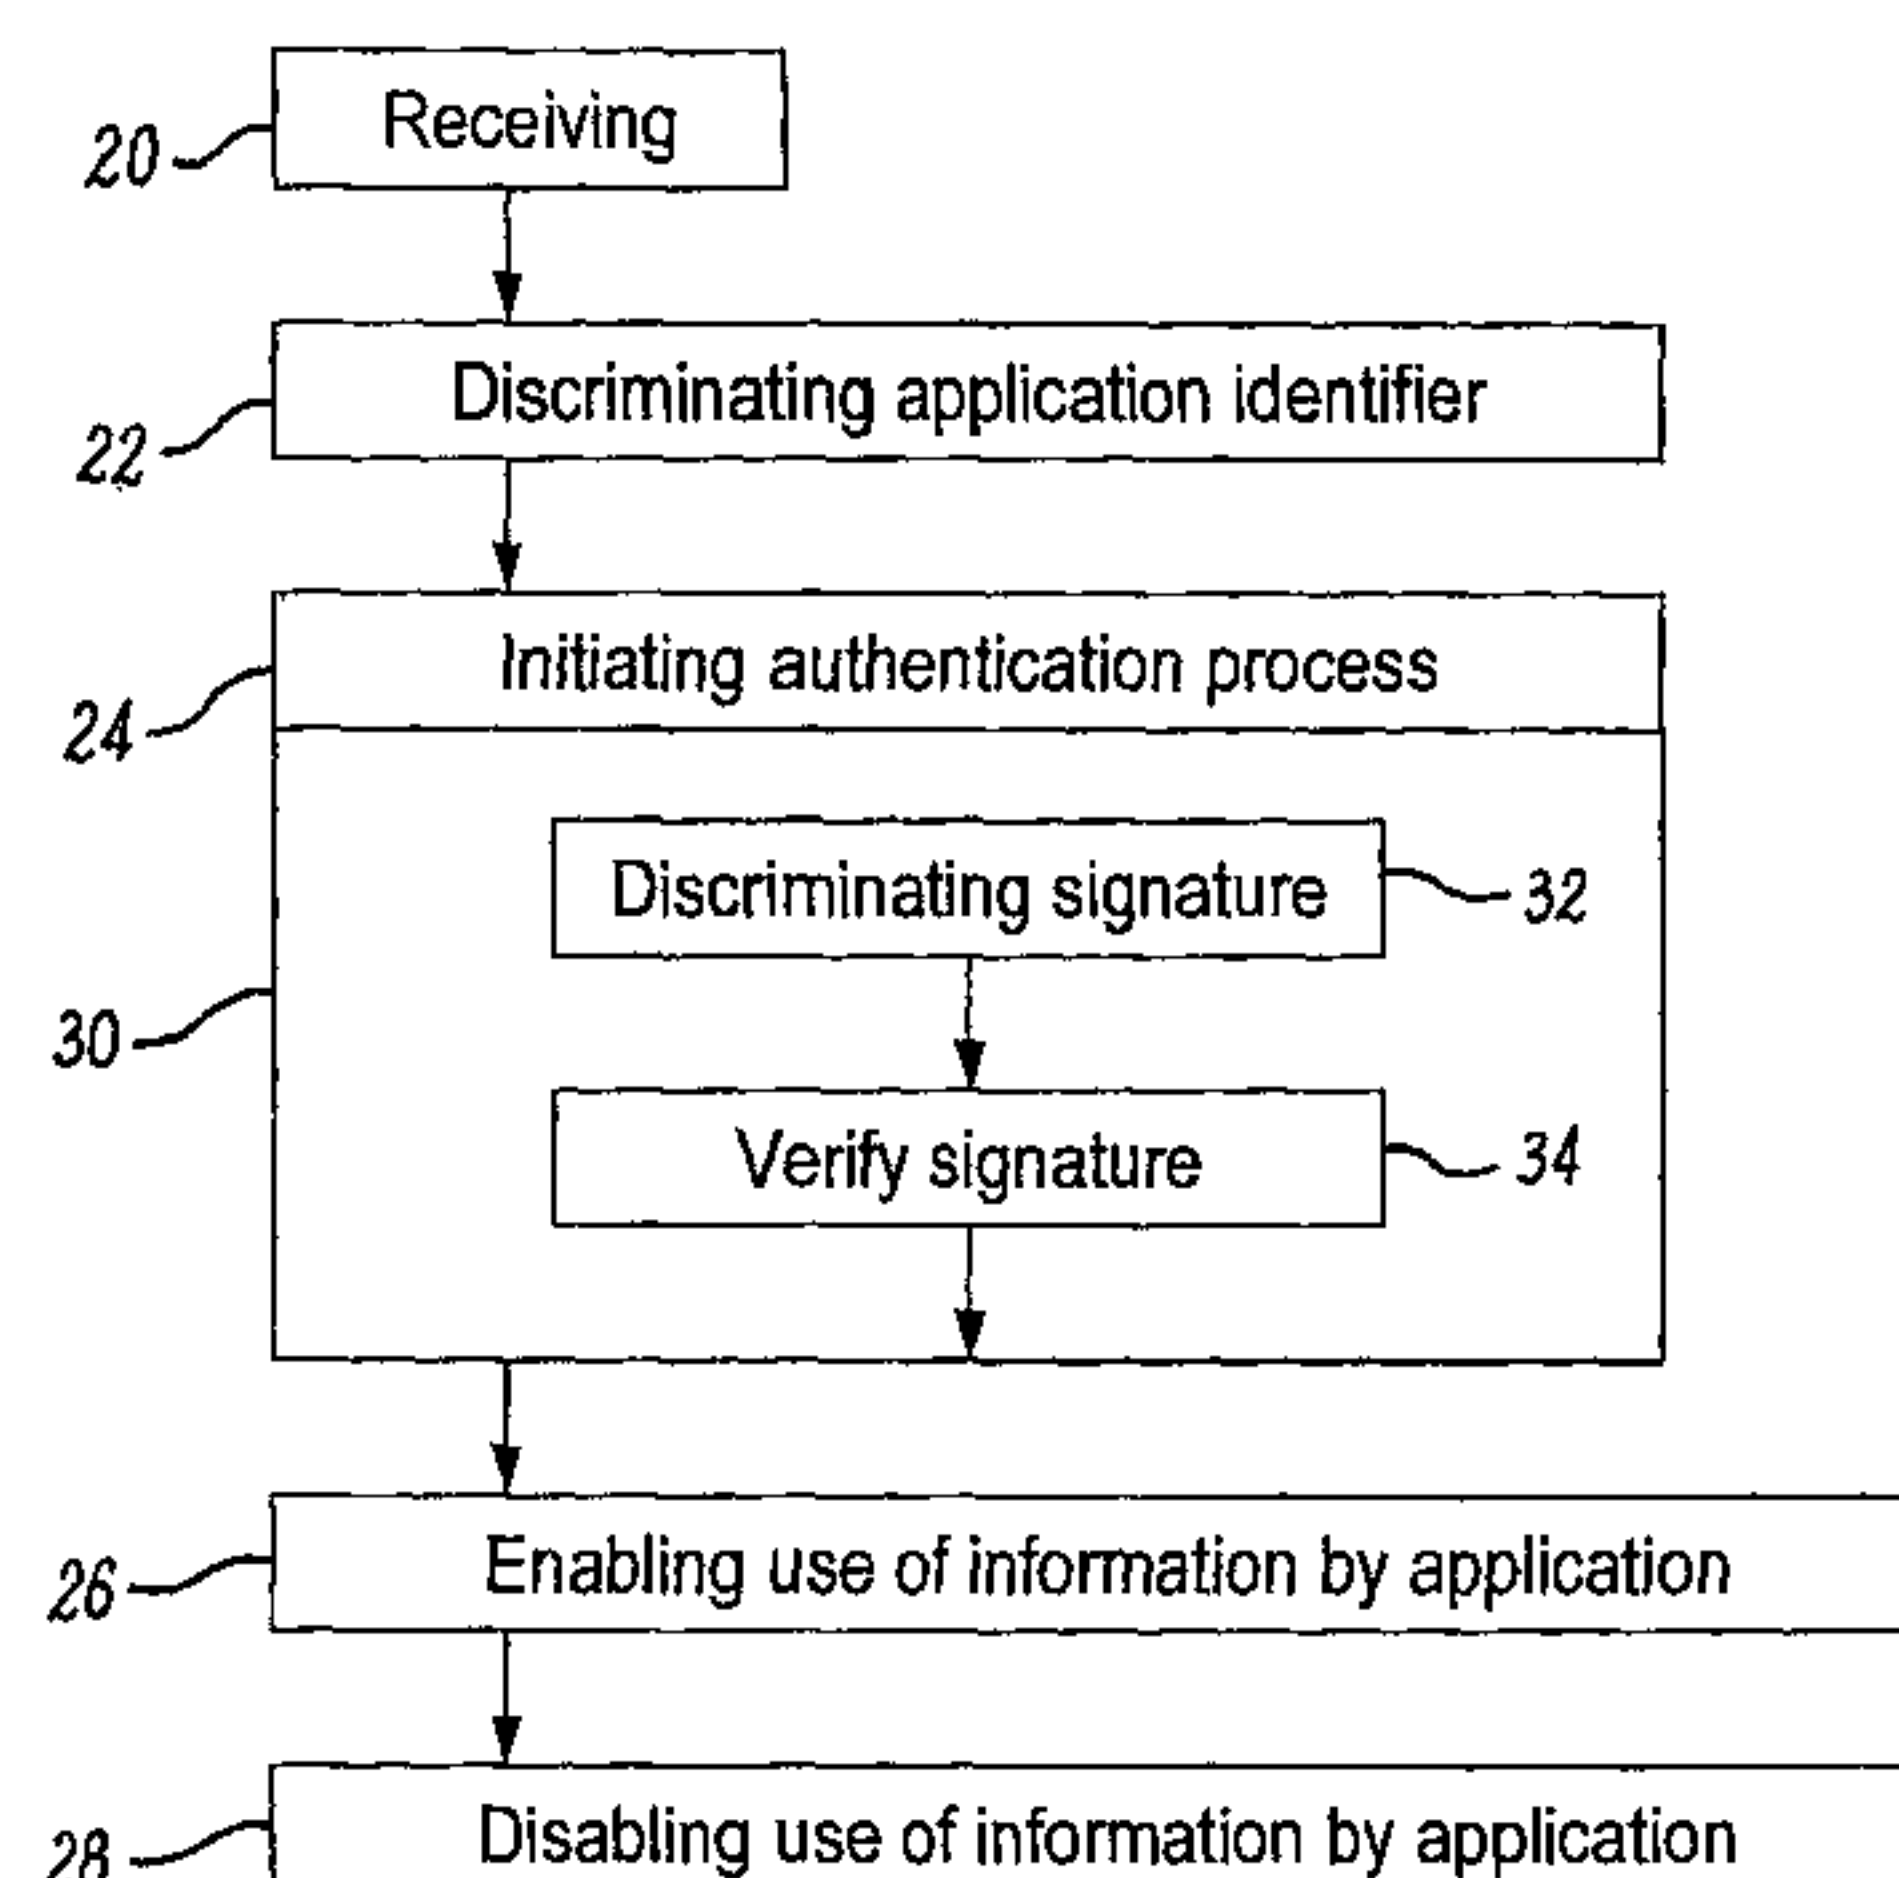 Receiving
20
Discriminating application identifier
22
Initiating authentication process
24
Discriminating signature
32
30
Verify signature
34
Enabling use of information by application
26
Disabling use of information by application
28